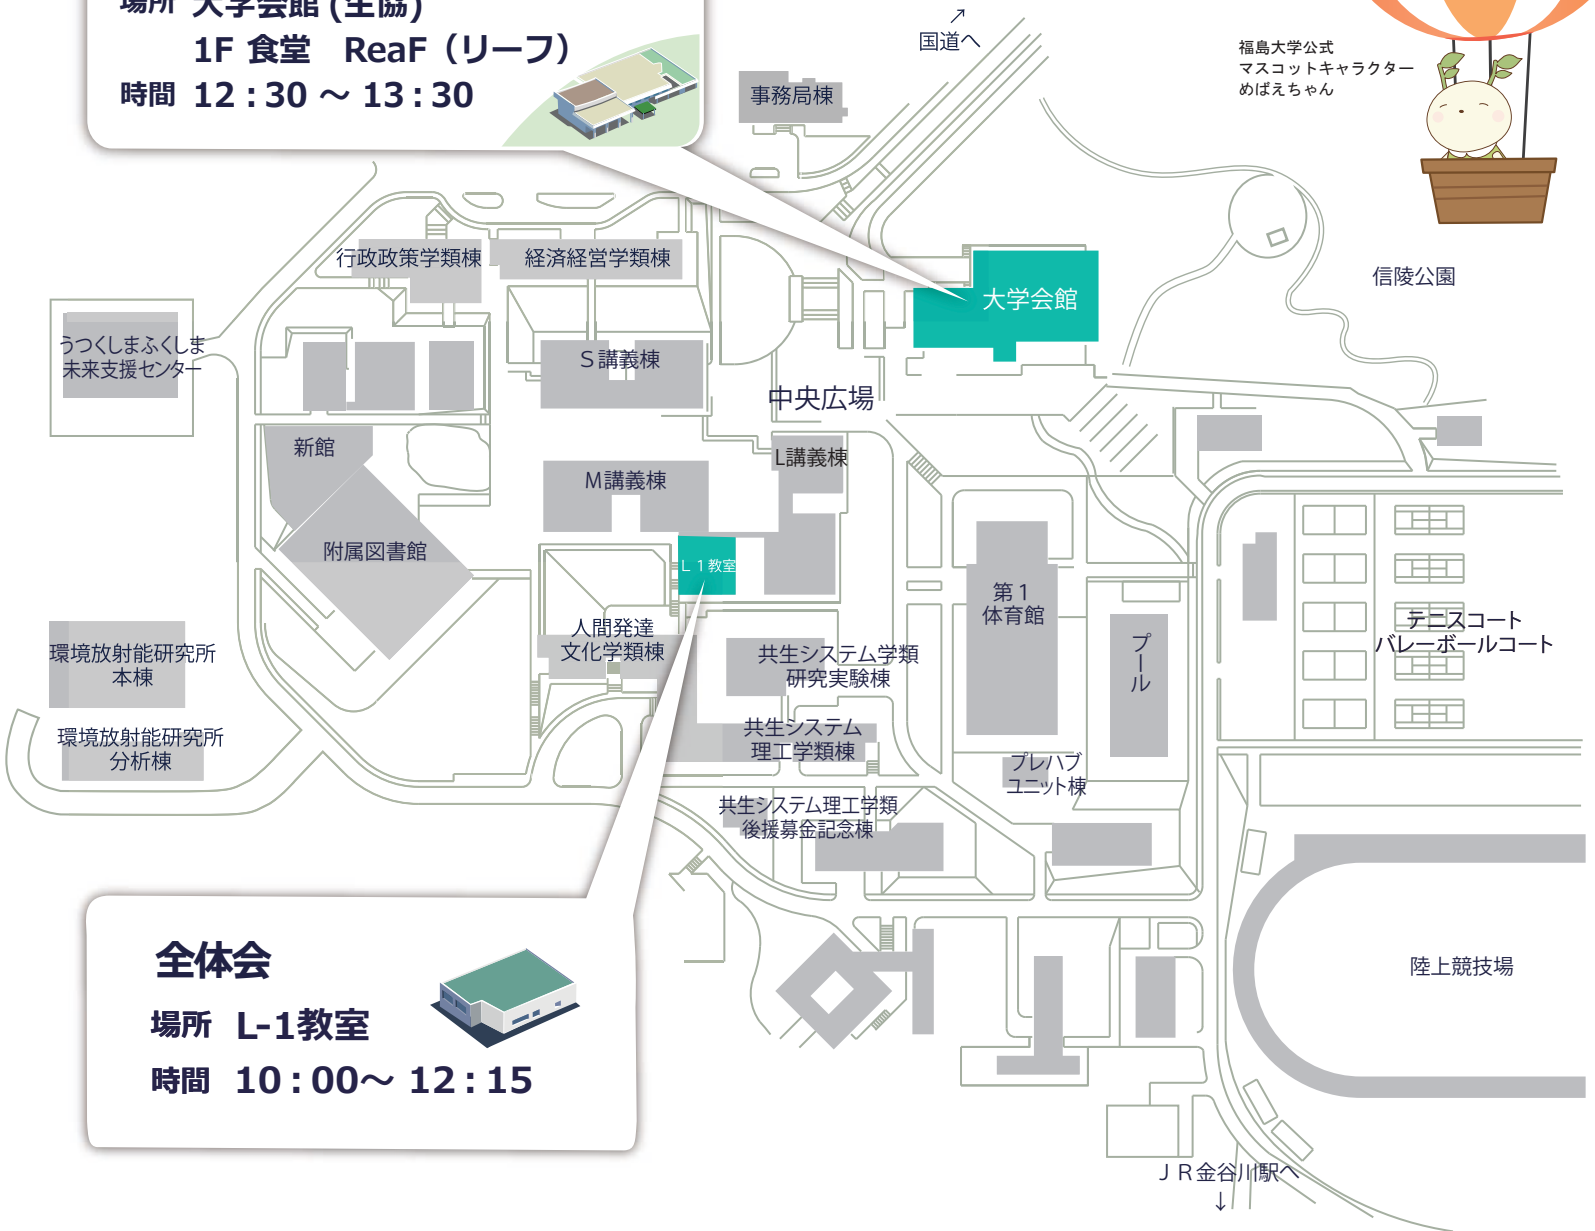 場所 大学会館 (生協)
1F 食堂　ReaF（リーフ）
時間 12 : 30 ～ 13 : 30
↗
国道へ
福島大学公式
マスコットキャラクター
めばえちゃん
事務局棟
行政政策学類棟
経済経営学類棟
大学会館
信陵公園
うつくしまふくしま
未来支援センター
S講義棟
中央広場
新館
M講義棟
L講義棟
附属図書館
L1教室
第1
体育館
プール
テニスコート
バレーボールコート
人間発達
文化学類棟
環境放射能研究所
本棟
共生システム学類
研究実験棟
環境放射能研究所
分析棟
共生システム
理工学類棟
プレハブ
ユニット棟
共生システム理工学類
後援募金記念棟
全体会
場所 L-1教室
時間 10 : 00～ 12 : 15
陸上競技場
JR金谷川駅へ
↓